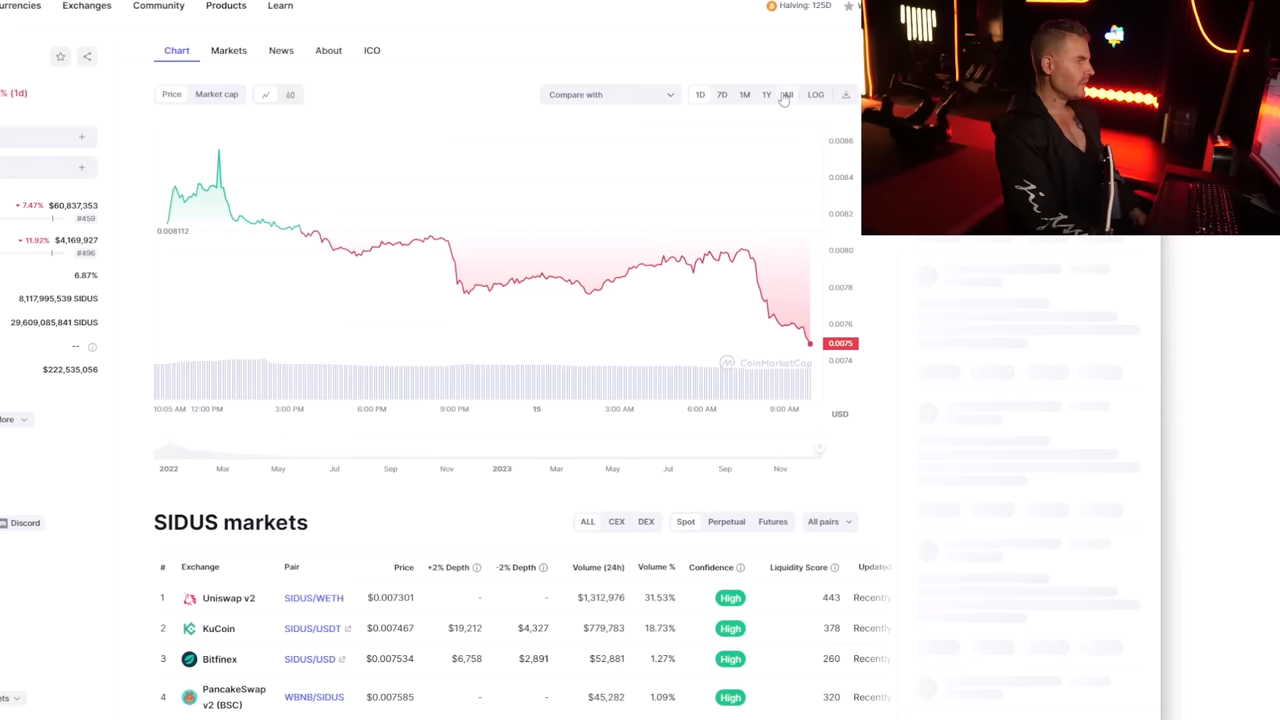 urrencies Exchanges Community Products Learn Halving: 125D
Chart Markets News About ICO
% (1d)
Price Market cap Compare with 1D 7D 1M 1Y All LOG
7.47% $60,837,353
#459
11.92% $4,169,927
#496
6.87%
8,117,995,539 SIDUS
29,609,085,841 SIDUS
--
$222,535,056
ore
Discord
ets
0.0086
0.0084
0.0082
0.008112
0.0080
0.0078
0.0076
0.0075
0.0074
CoinMarketCap
10:05 AM 12:00 PM 3:00 PM 6:00 PM 9:00 PM 15 3:00 AM 6:00 AM 9:00 AM USD
2022 Mar May Jul Sep Nov 2023 Mar May Jul Sep Nov
SIDUS markets ALL CEX DEX Spot Perpetual Futures All pairs
# Exchange Pair Price +2% Depth -2% Depth Volume (24h) Volume % Confidence Liquidity Score Updated
1 Uniswap v2 SIDUS/WETH $0.007301 - - $1,312,976 31.53% High 443 Recently
2 KuCoin SIDUS/USDT $0.007467 $19,212 $4,327 $779,783 18.73% High 378 Recently
3 Bitfinex SIDUS/USD $0.007534 $6,758 $2,891 $52,881 1.27% High 260 Recently
4 PancakeSwap v2 (BSC) WBNB/SIDUS $0.007585 - - $45,282 1.09% High 320 Recently